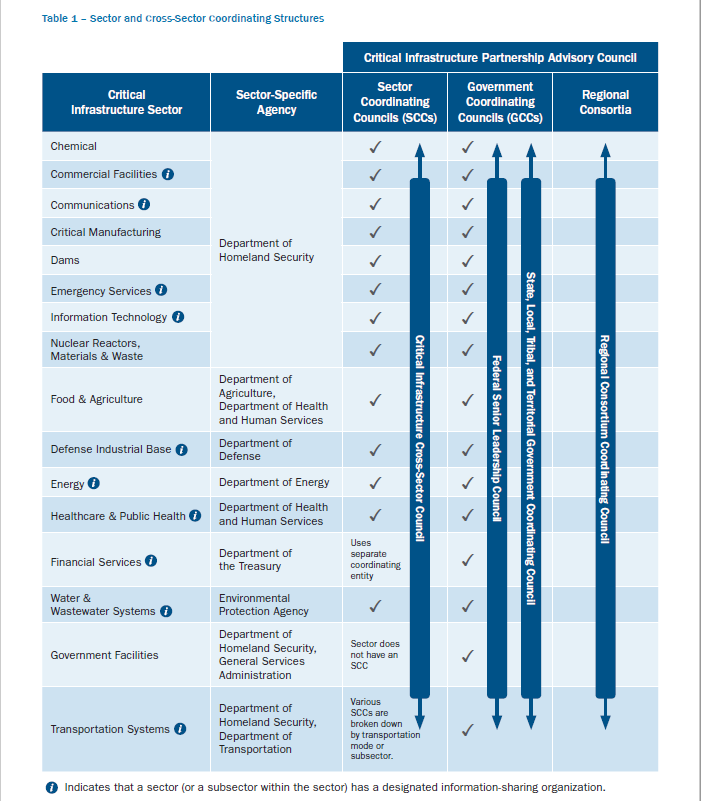 Table 1 – Sector and Cross-Sector Coordinating Structures
Critical Infrastructure Partnership Advisory Council
Critical
Infrastructure Sector
Sector-Specific
Agency
Sector
Coordinating
Councils (SCCs)
Government
Coordinating
Councils (GCCs)
Regional
Consortia
Chemical
✓
✓
Commercial Facilities i
✓
✓
Communications i
✓
✓
Critical Manufacturing
✓
✓
Dams
✓
✓
Emergency Services i
✓
✓
Information Technology i
✓
✓
Nuclear Reactors,
Materials & Waste
✓
✓
Department of
Homeland Security
Food & Agriculture
Department of
Agriculture,
Department of Health
and Human Services
✓
✓
Defense Industrial Base i
Department of
Defense
✓
✓
Energy i
Department of Energy
✓
✓
Healthcare & Public Health i
Department of Health
and Human Services
✓
✓
Financial Services i
Department of
the Treasury
Uses
separate
coordinating
entity
✓
Water &
Wastewater Systems i
Environmental
Protection Agency
✓
✓
Government Facilities
Department of
Homeland Security,
General Services
Administration
Sector does
not have an
SCC
✓
Transportation Systems i
Department of
Homeland Security,
Department of
Transportation
Various
SCCs are
broken down
by transportation
mode or
subsector.
✓
Critical Infrastructure Cross-Sector Council
Federal Senior Leadership Council
State, Local, Tribal, and Territorial Government Coordinating Council
Regional Consortium Coordinating Council
i Indicates that a sector (or a subsector within the sector) has a designated information-sharing organization.